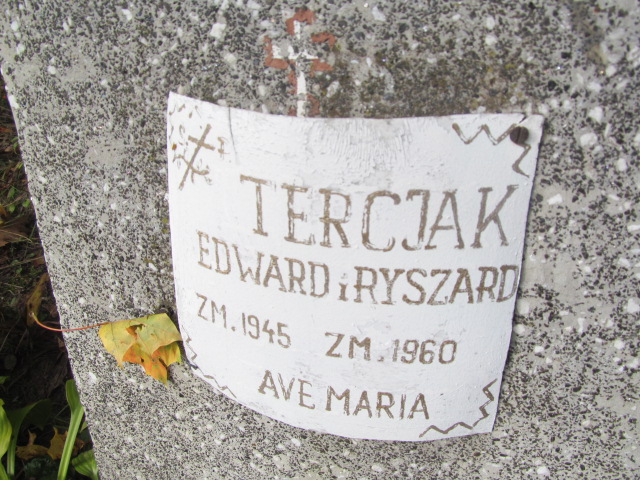 TERCJAK
EDWARD i RYSZARD
ZM. 1945 ZM. 1960
AVE MARIA